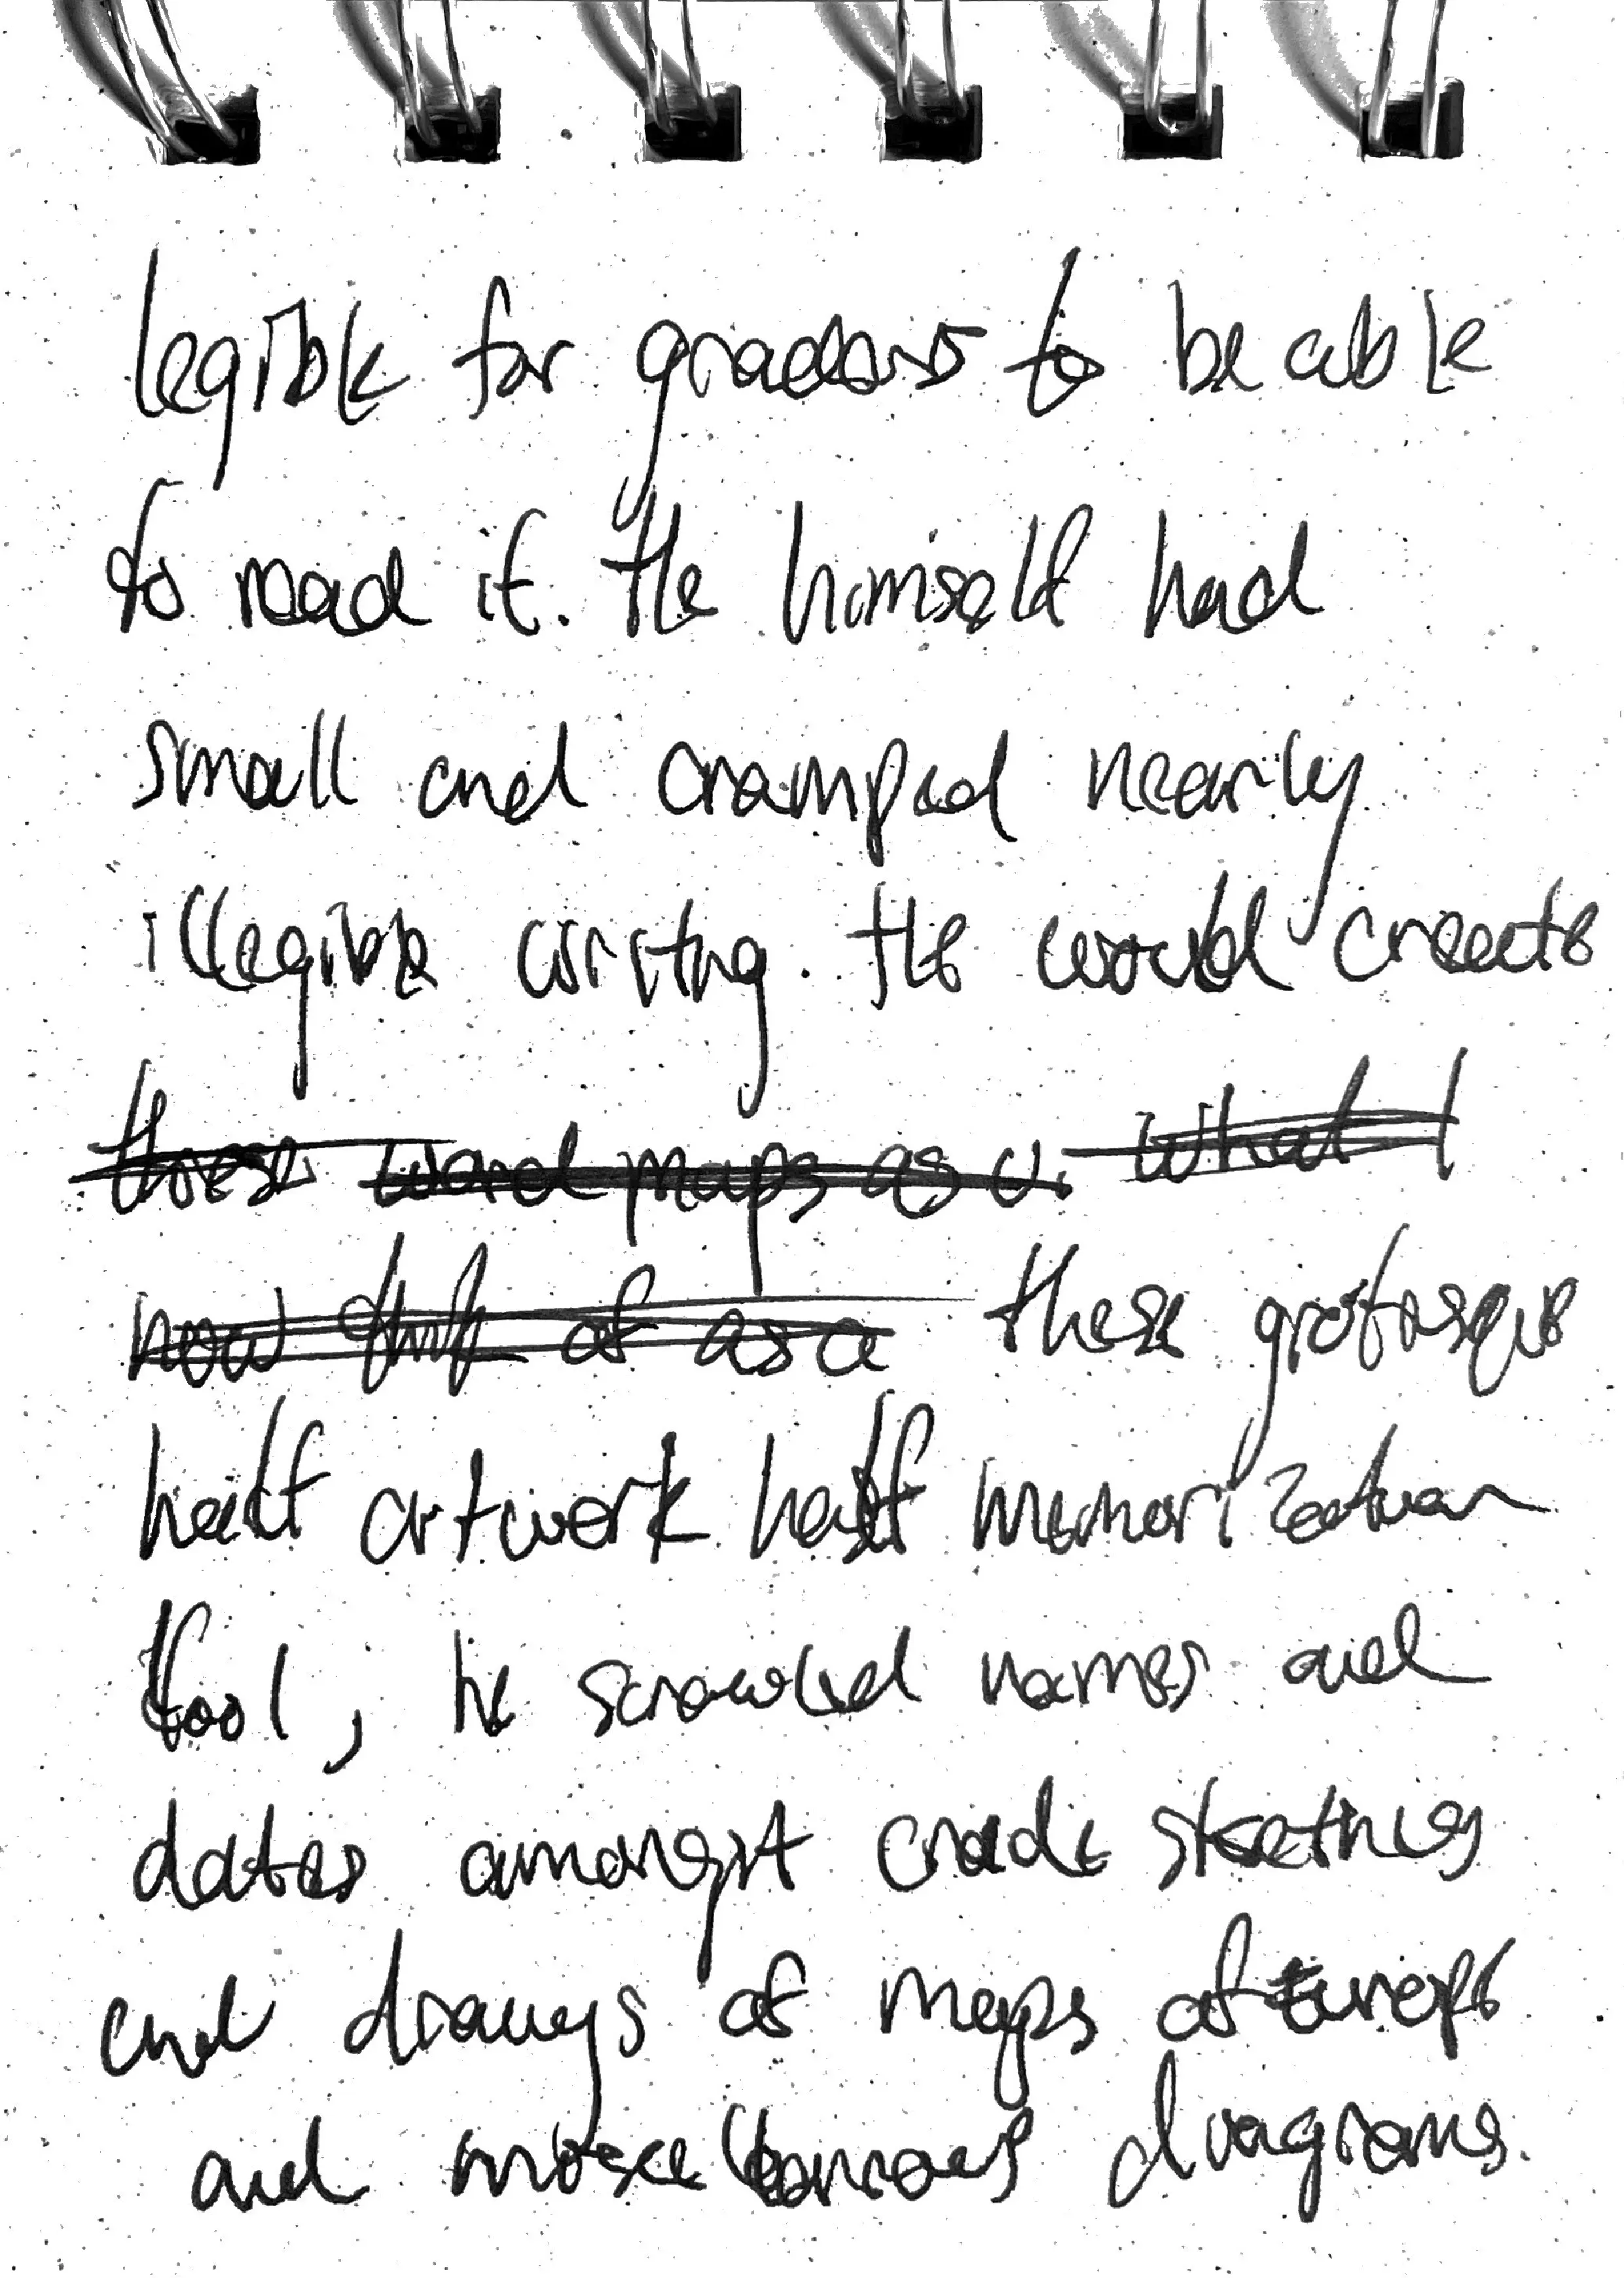 legible for graders to be able
to read it. He himself had
small and cramped nearly
illegible writing. He would create
these word maps as a. what I
now think of as a these grotesque
half artwork half memorization
tool, he scrawled names and
dates amongst crude sketches
and drawings of maps of Europe
and miscellaneous diagrams.